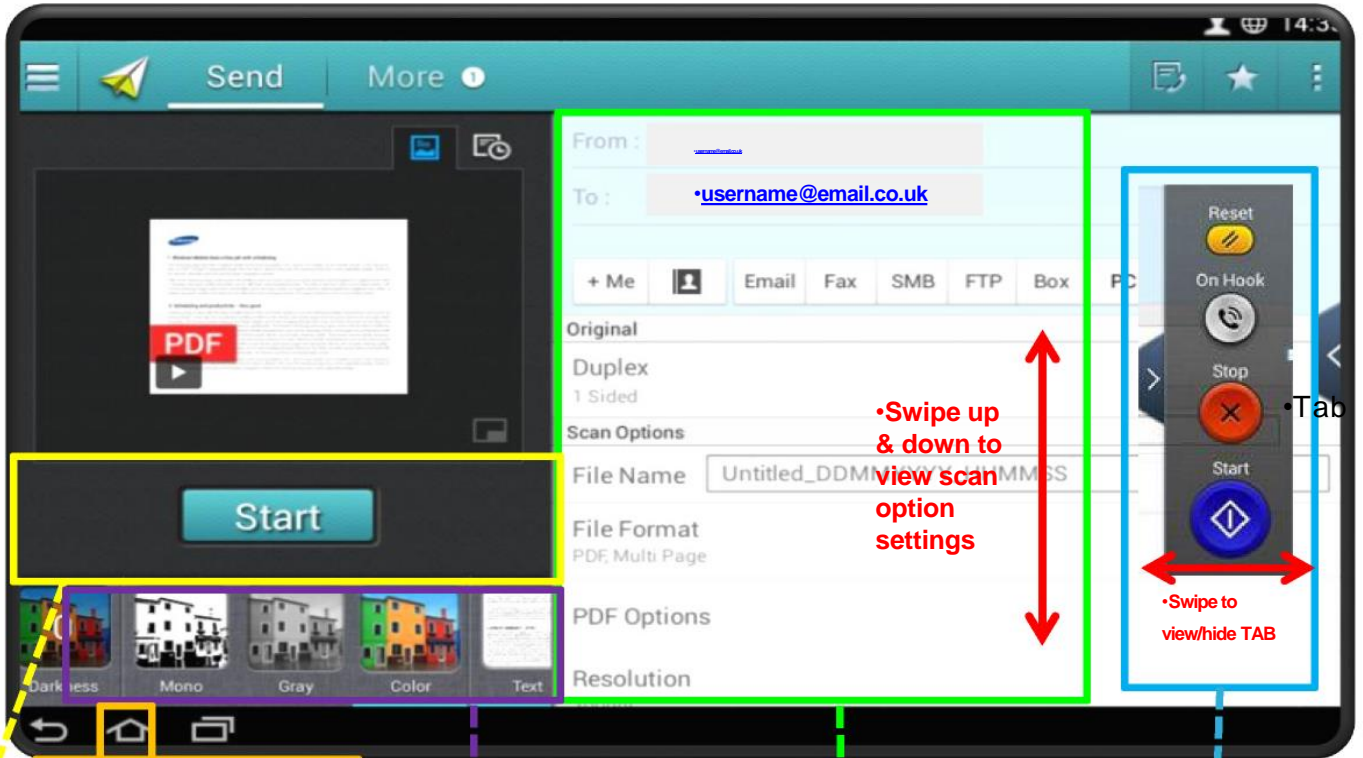 14:3
Send
More 1
From :
To : •username@email.co.uk
+ Me Email Fax SMB FTP Box PC
Original
Duplex
1 Sided
Scan Options
File Name Untitled_DDMMYYYY_HHMMSS
File Format
PDF, Multi Page
PDF Options
Resolution
•Swipe up
& down to
view scan
option
settings
PDF
Start
Darkness Mono Gray Color Text
Reset
On Hook
Stop
•Tab
Start
•Swipe to
view/hide TAB